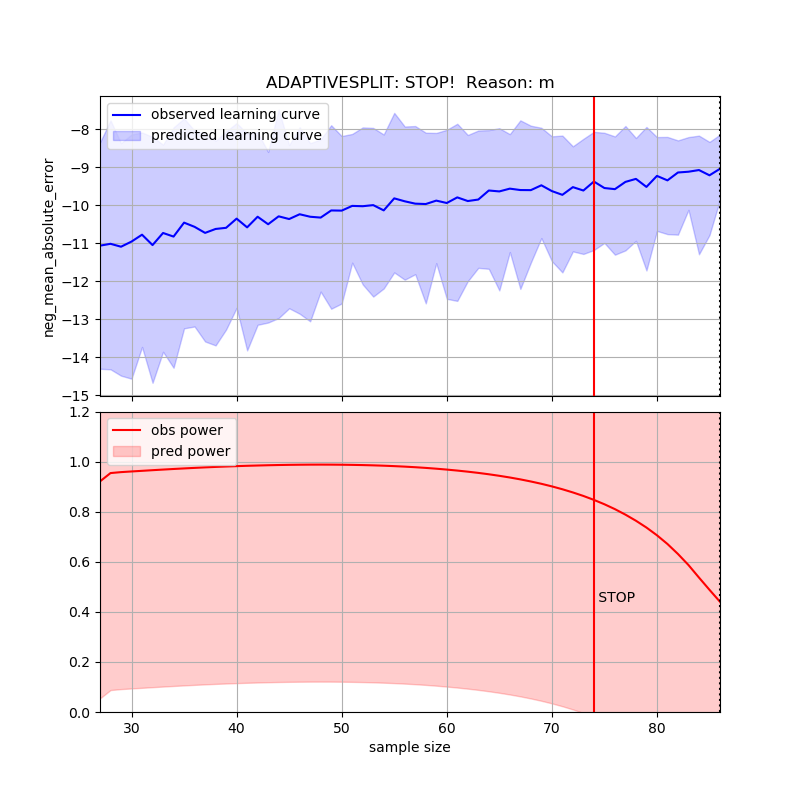 ADAPTIVESPLIT: STOP!  Reason: m
observed learning curve
predicted learning curve
neg_mean_absolute_error
−8
−9
−10
−11
−12
−13
−14
−15
obs power
pred power
1.2
1.0
0.8
0.6
0.4
0.2
0.0
STOP
30 40 50 60 70 80
sample size